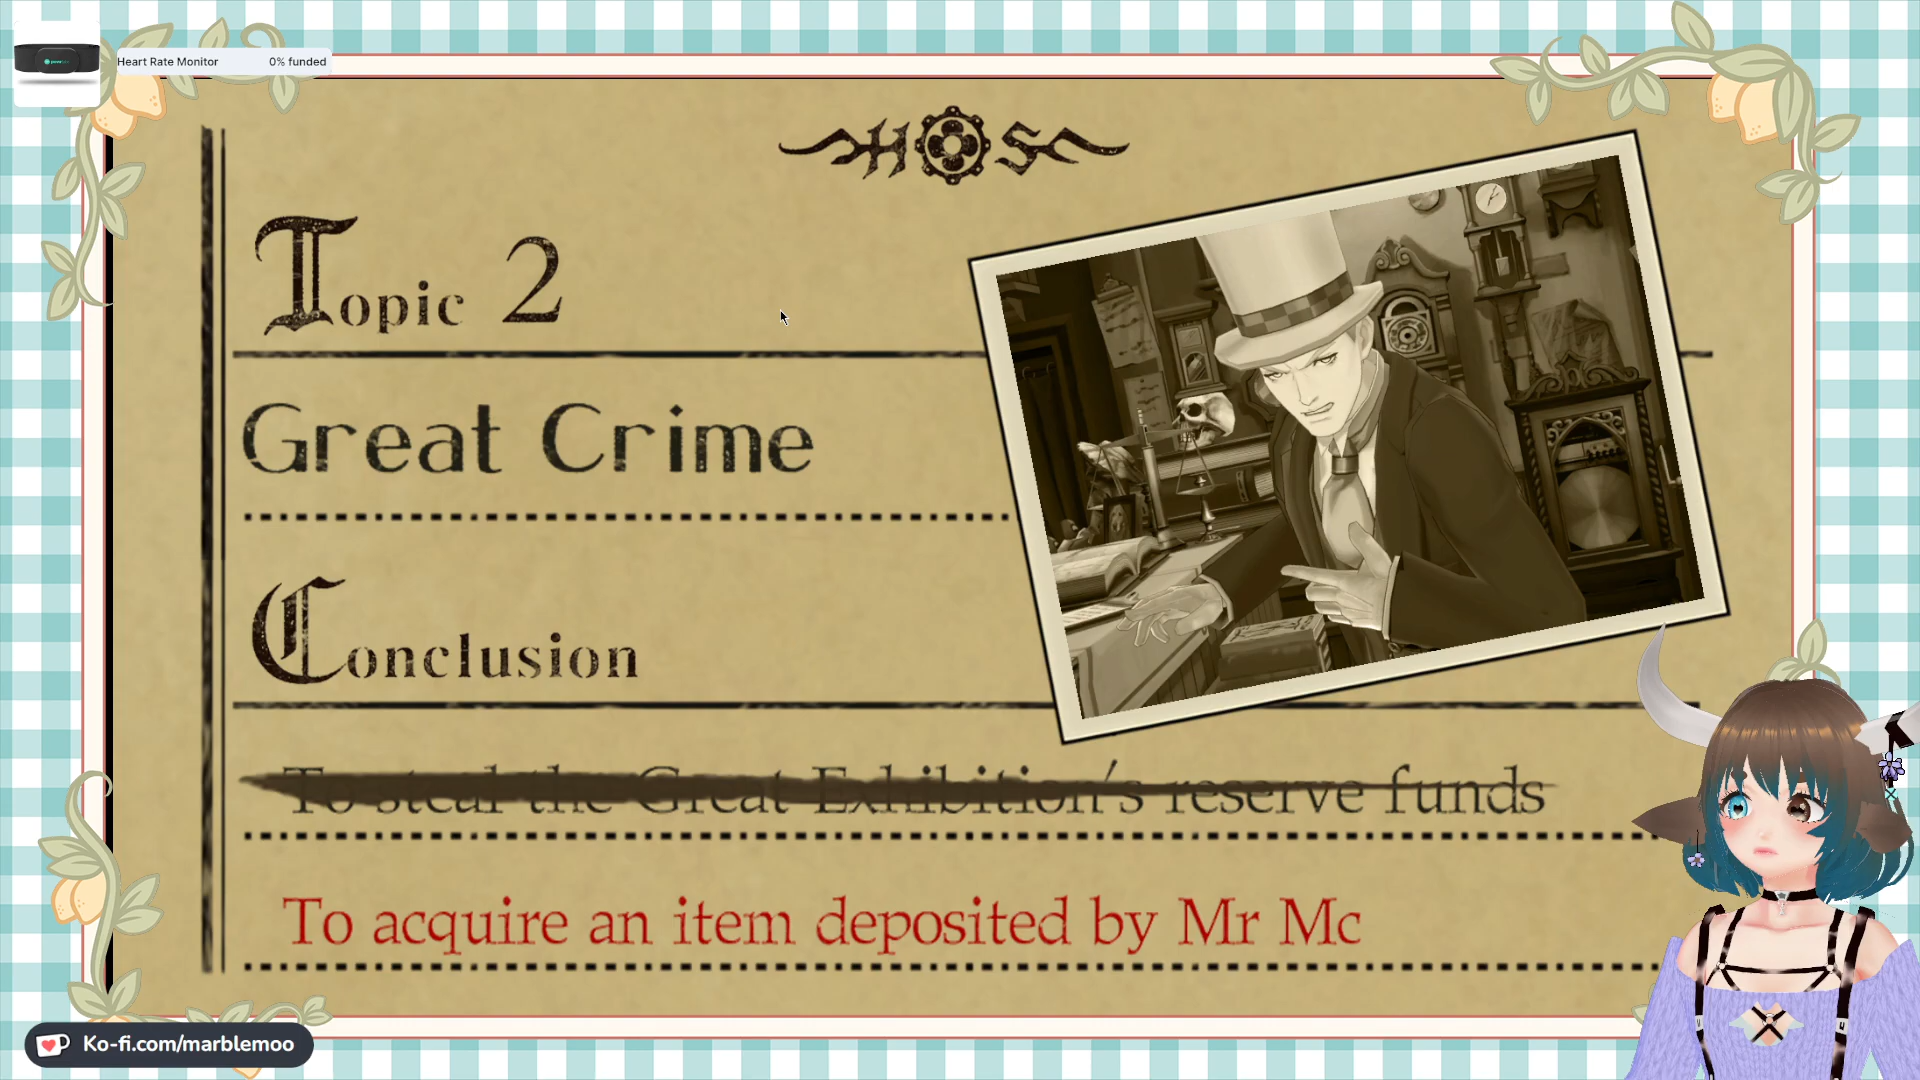 Heart Rate Monitor 0% funded
H S
Topic 2
Great Crime
Conclusion
To steal the Great Exhibition's reserve funds
To acquire an item deposited by Mr Mc
Ko-fi.com/marblemoo